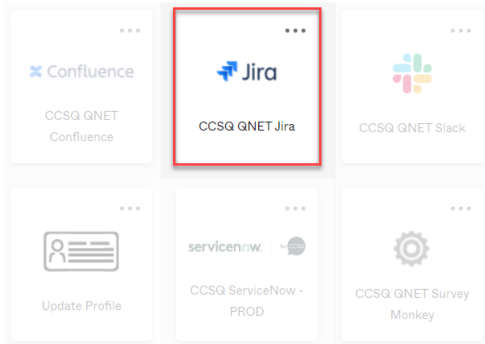 Confluence
CCSQ QNET
Confluence
Jira
CCSQ QNET Jira
CCSQ QNET Slack
Update Profile
servicenow.
CCSQ
CCSQ ServiceNow -
PROD
CCSQ QNET Survey
Monkey